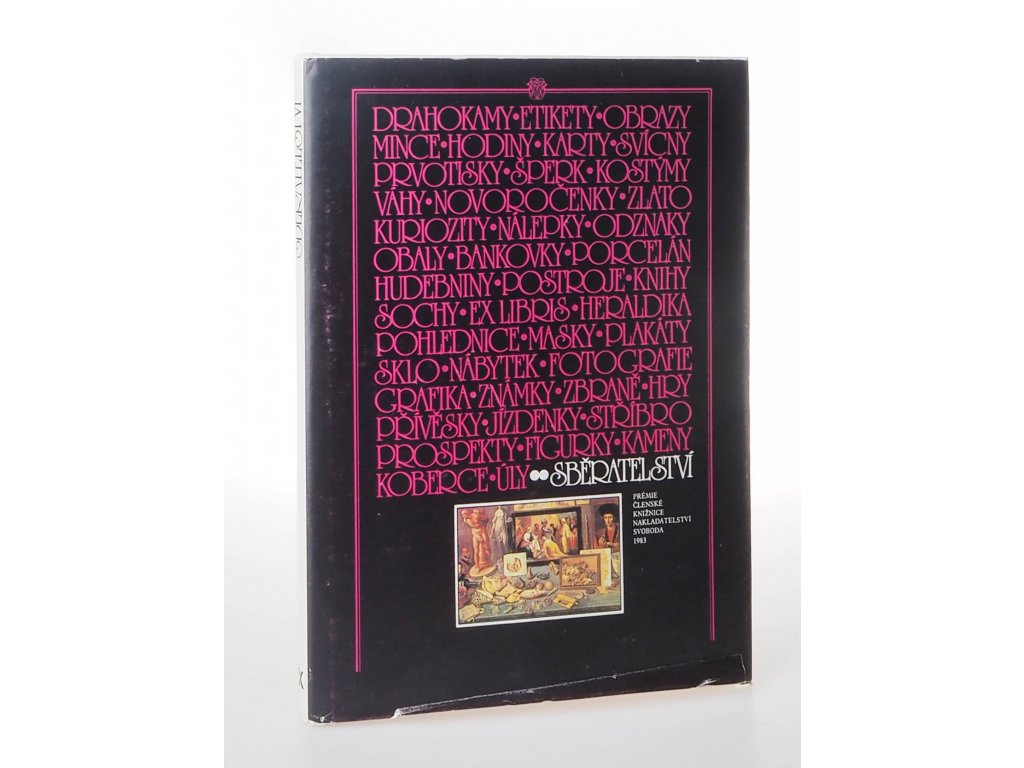 DRAHOKAMY•ETIKETY•OBRAZY
MINCE•HODINY•KARTY•SVÍCNY
PRVOTISKY•ŠPERK•KOSTÝMY
VÁHY•NOVOROČENKY•ZLATO
KURIOZITY•NÁLEPKY•ODZNAKY
OBALY•BANKOVKY•PORCELÁN
HUDEBNINY•POSTROJE•KNIHY
SOCHY•EX LIBRIS•HERALDIKA
POHLEDNICE•MASKY•PLAKÁTY
SKLO•NÁBYTEK•FOTOGRAFIE
GRAFIKA•ZNÁMKY•ZBRANĚ•HRY
PŘÍVĚSKY•JÍZDENKY•STŘÍBRO
PROSPEKTY•FIGURKY•KAMENY
KOBERCE•ÚLY••SBĚRATELSTVÍ
PRÉMIE
ČLENSKÉ
KNIŽNICE
NAKLADATELSTVÍ
SVOBODA
1983
SBĚRATELSTVÍ